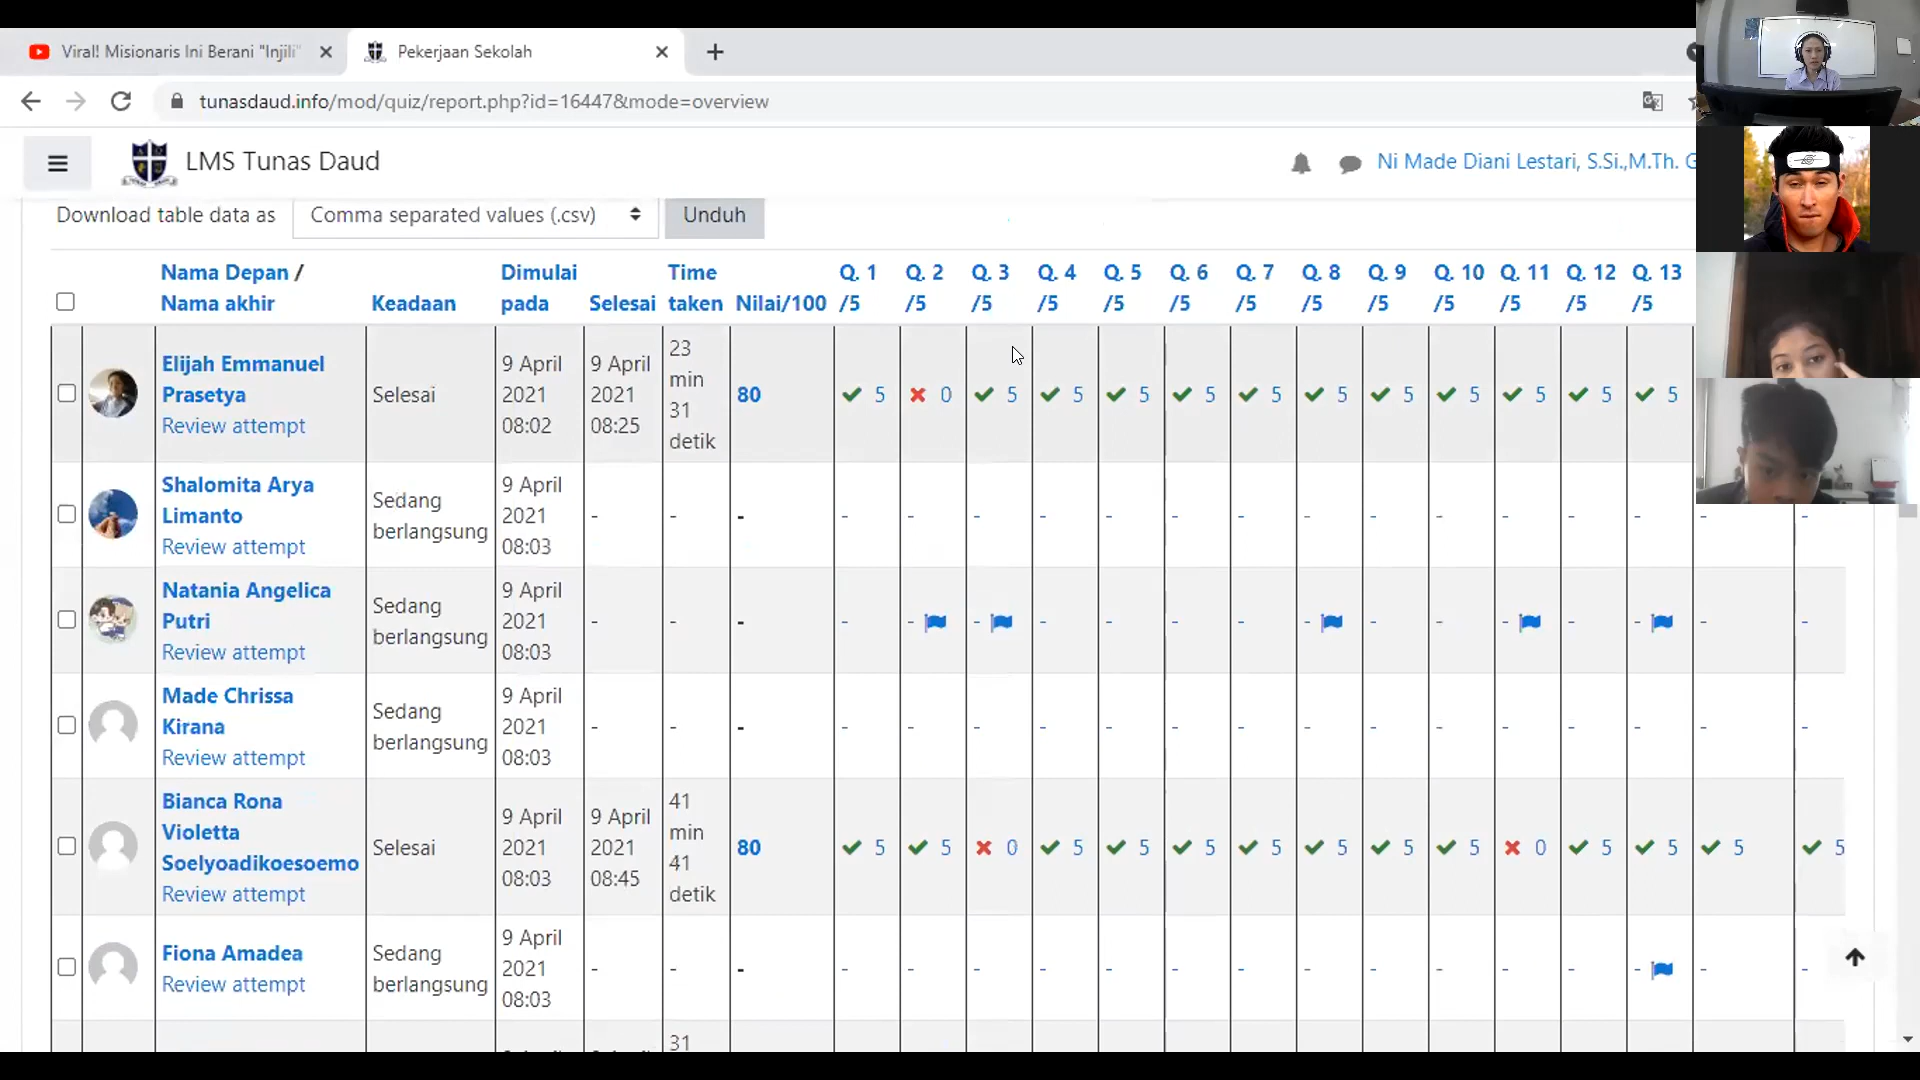 Viral! Misionaris Ini Berani "Injili"
Pekerjaan Sekolah
tunasdaud.info/mod/quiz/report.php?id=16447&mode=overview
LMS Tunas Daud
Ni Made Diani Lestari, S.Si.,M.Th. G
Download table data as Comma separated values (.csv) Unduh
Nama Depan / Nama akhir Keadaan Dimulai pada Selesai Time taken Nilai/100 Q. 1 /5 Q. 2 /5 Q. 3 /5 Q. 4 /5 Q. 5 /5 Q. 6 /5 Q. 7 /5 Q. 8 /5 Q. 9 /5 Q. 10 /5 Q. 11 /5 Q. 12 /5 Q. 13 /5
Elijah Emmanuel Prasetya Review attempt Selesai 9 April 2021 08:02 9 April 2021 08:25 23 min 31 detik 80 5 0 5 5 5 5 5 5 5 5 5 5 5
Shalomita Arya Limanto Review attempt Sedang berlangsung 9 April 2021 08:03 - - - - - - - - - - - - - - - - - -
Natania Angelica Putri Review attempt Sedang berlangsung 9 April 2021 08:03 - - - - - - - - - - - - - - - - - -
Made Chrissa Kirana Review attempt Sedang berlangsung 9 April 2021 08:03 - - - - - - - - - - - - - - - - - -
Bianca Rona Violetta Soelyoadikoesoemo Review attempt Selesai 9 April 2021 08:03 9 April 2021 08:45 41 min 41 detik 80 5 5 0 5 5 5 5 5 5 5 0 5 5 5 5
Fiona Amadea Review attempt Sedang berlangsung 9 April 2021 08:03 - - - - - - - - - - - - - - - - - -
31